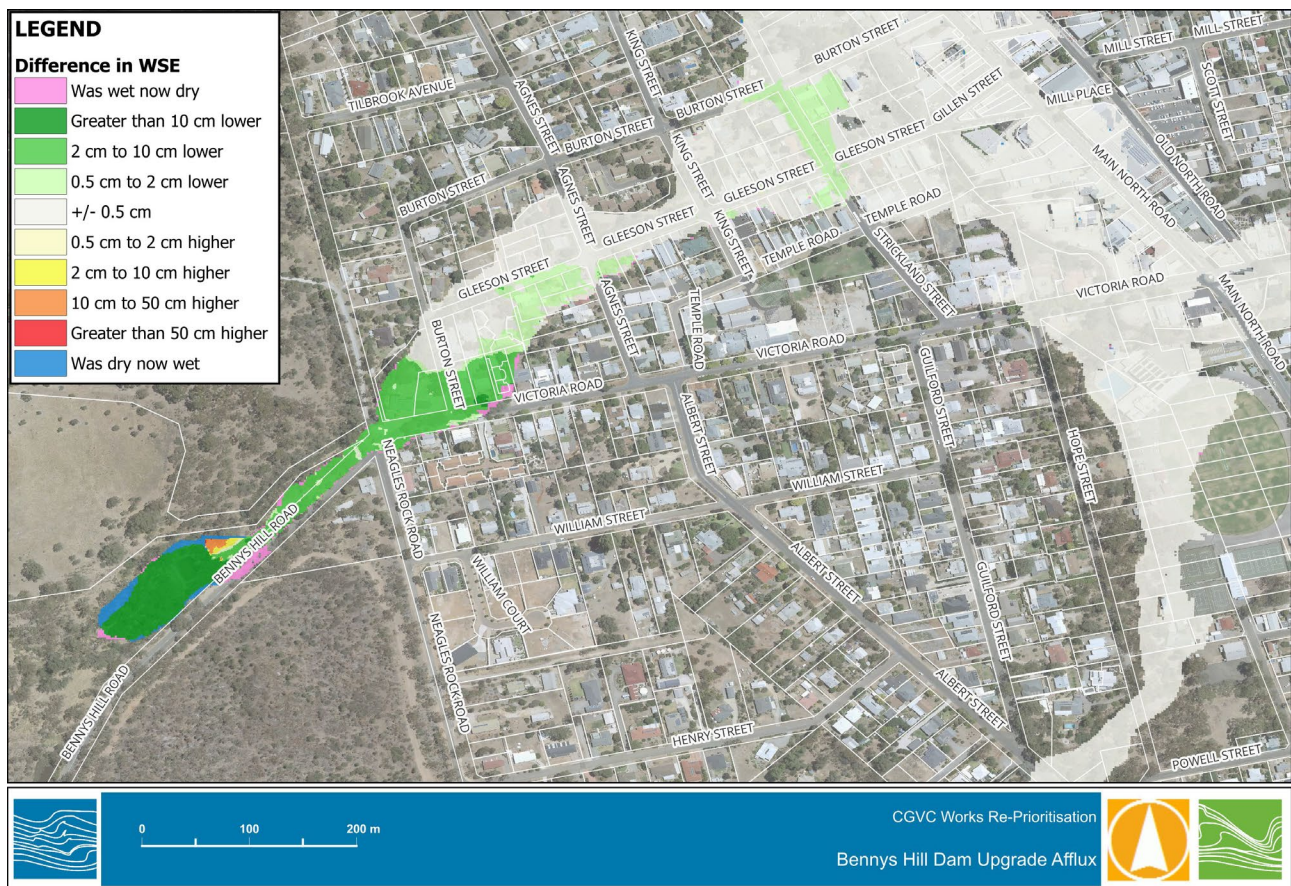 LEGEND
Difference in WSE
Was wet now dry
Greater than 10 cm lower
2 cm to 10 cm lower
0.5 cm to 2 cm lower
+/- 0.5 cm
0.5 cm to 2 cm higher
2 cm to 10 cm higher
10 cm to 50 cm higher
Greater than 50 cm higher
Was dry now wet
TILBROOK AVENUE
AGNES STREET
KING STREET
BURTON STREET
MILL STREET
MILL STREET
SCOTT STREET
MILL PLACE
OLD NORTH ROAD
BURTON STREET
BURTON STREET
GILLEN STREET
GLEESON STREET
KING STREET
MAIN NORTH ROAD
BURTON STREET
GLEESON STREET
AGNES STREET
GLEESON STREET
KING STREET
TEMPLE ROAD
TEMPLE ROAD
STRICKLAND STREET
GLEESON STREET
AGNES STREET
TEMPLE ROAD
VICTORIA ROAD
MAIN NORTH ROAD
BURTON STREET
VICTORIA ROAD
VICTORIA ROAD
GUILFORD STREET
ALBERT STREET
HOPE STREET
NEAGLES ROCK ROAD
WILLIAM STREET
WILLIAM STREET
BENNYS HILL ROAD
ALBERT STREET
GUILFORD STREET
WILLIAM COURT
NEAGLES ROCK ROAD
BENNYS HILL ROAD
ALBERT STREET
HENRY STREET
POWELL STREET
0
100
200 m
CGVC Works Re-Prioritisation
Bennys Hill Dam Upgrade Afflux